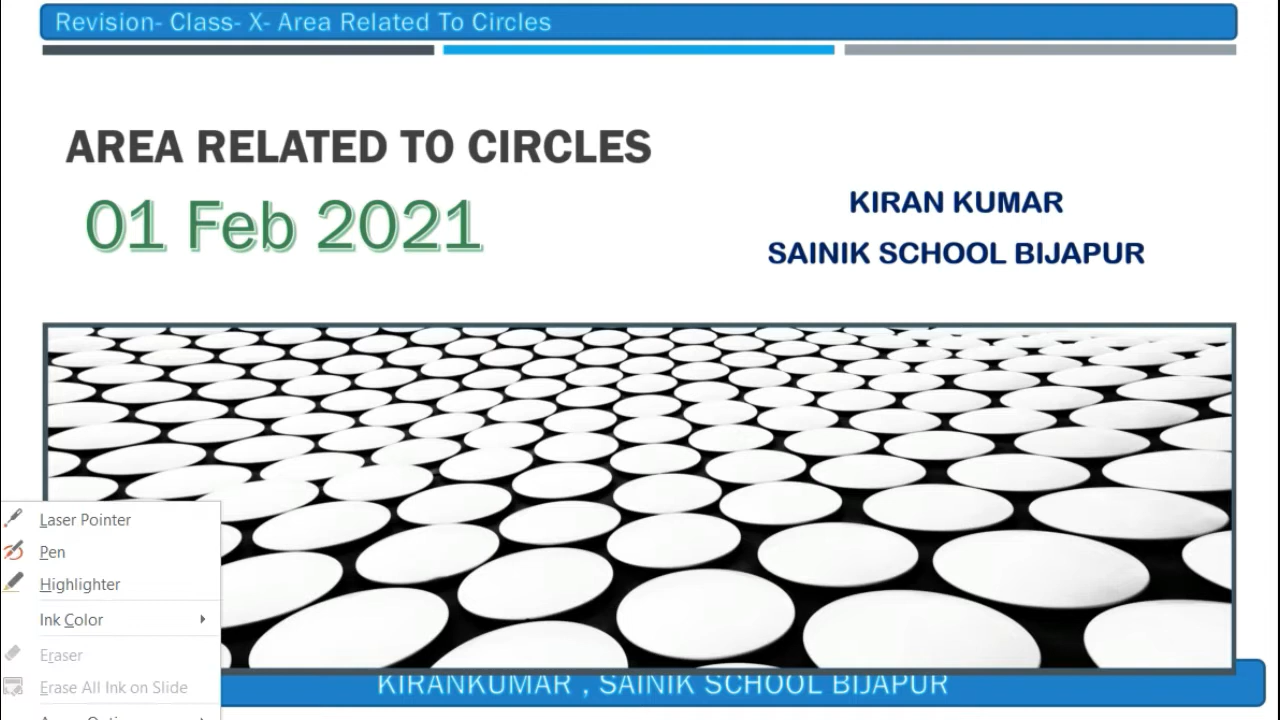 Revision- Class- X- Area Related To Circles
AREA RELATED TO CIRCLES
01 Feb 2021
KIRAN KUMAR
SAINIK SCHOOL BIJAPUR
Laser Pointer
Pen
Highlighter
Ink Color
Eraser
Erase All Ink on Slide
KIRANKUMAR , SAINIK SCHOOL BIJAPUR